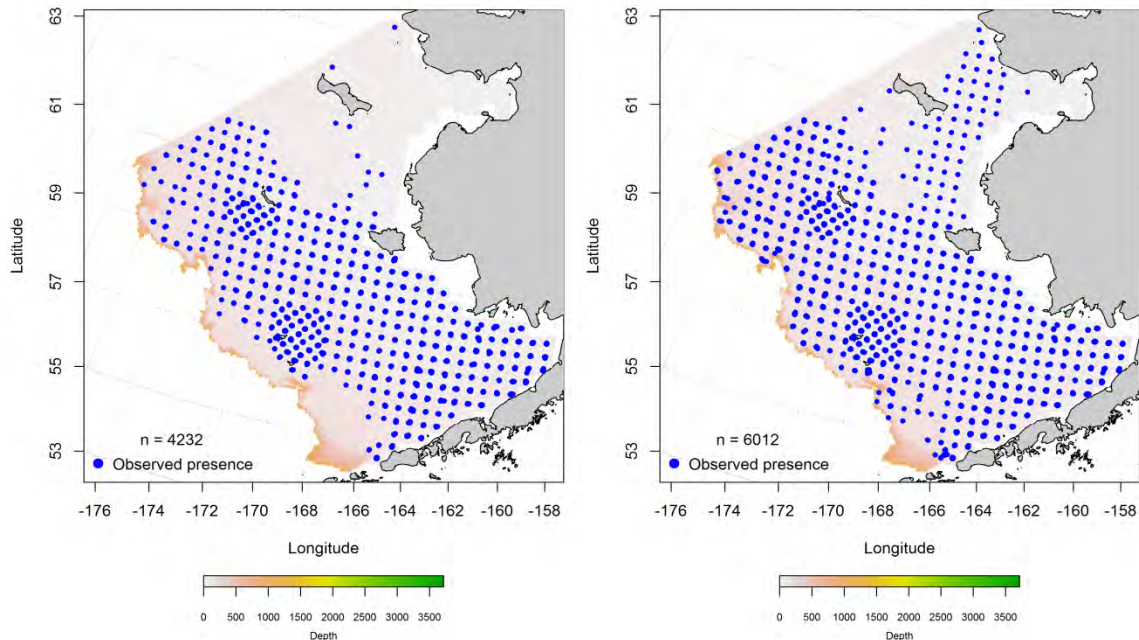 63
61
59
57
55
53
Latitude
n = 4232
Observed presence
-176 -174 -172 -170 -168 -166 -164 -162 -160 -158
Longitude
0 500 1000 1500 2000 2500 3000 3500
Depth
63
61
59
57
55
53
Latitude
n = 6012
Observed presence
-176 -174 -172 -170 -168 -166 -164 -162 -160 -158
Longitude
0 500 1000 1500 2000 2500 3000 3500
Depth